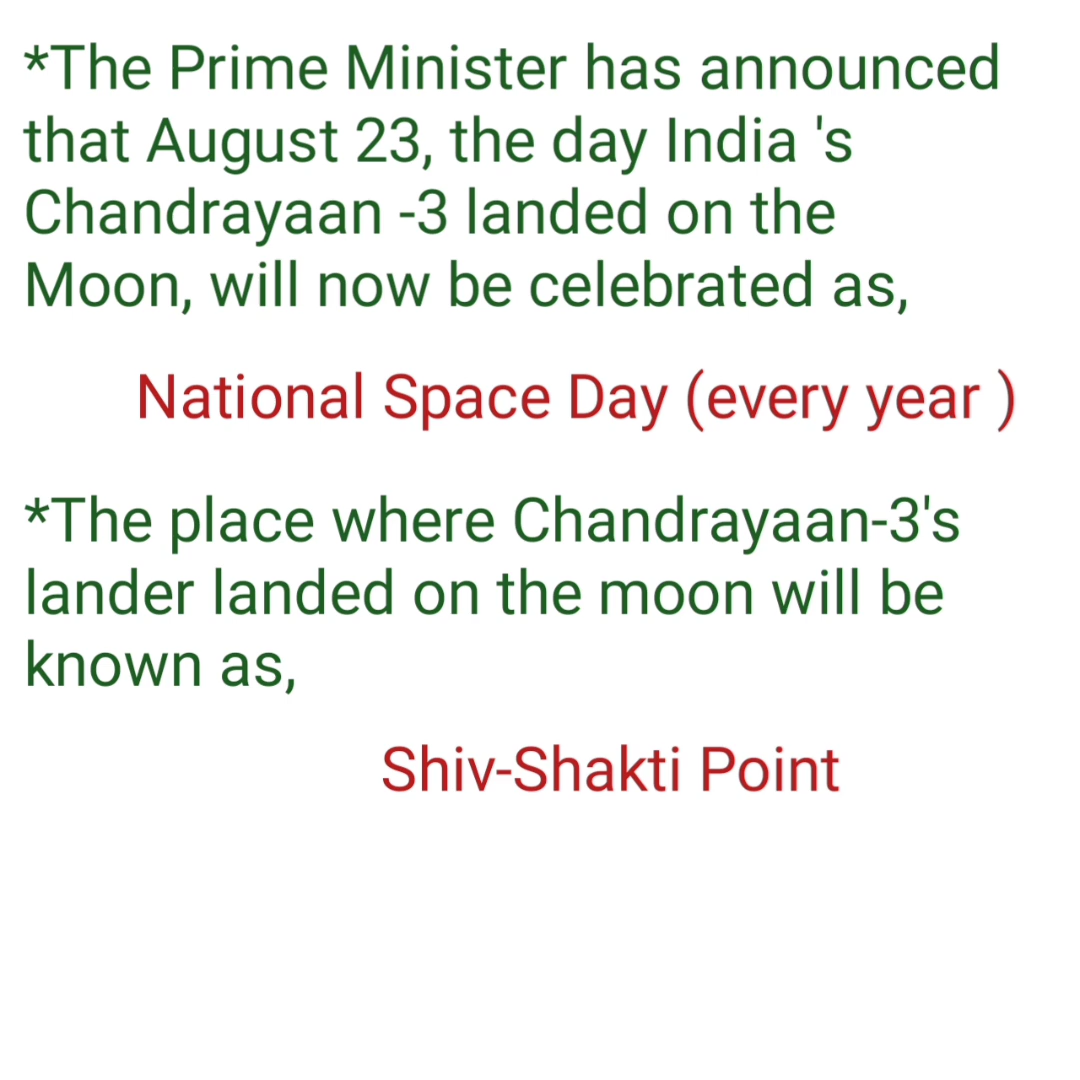 *The Prime Minister has announced
that August 23, the day India 's
Chandrayaan -3 landed on the
Moon, will now be celebrated as,
National Space Day (every year )
*The place where Chandrayaan-3's
lander landed on the moon will be
known as,
Shiv-Shakti Point